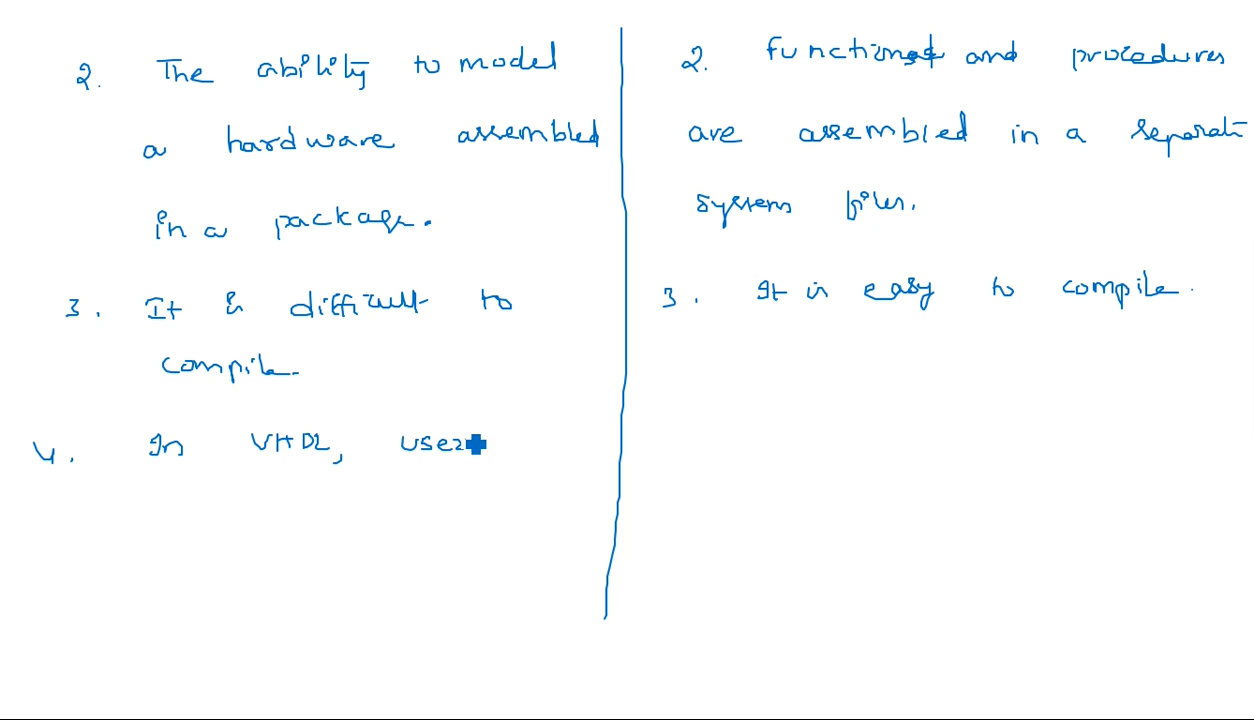 2. The ability to model
a hardware assembled
in a package.
3. It is difficult to
compile.
4. In VHDL, user
2. functions and procedures
are assembled in a separate
system files.
3. It is easy to compile.